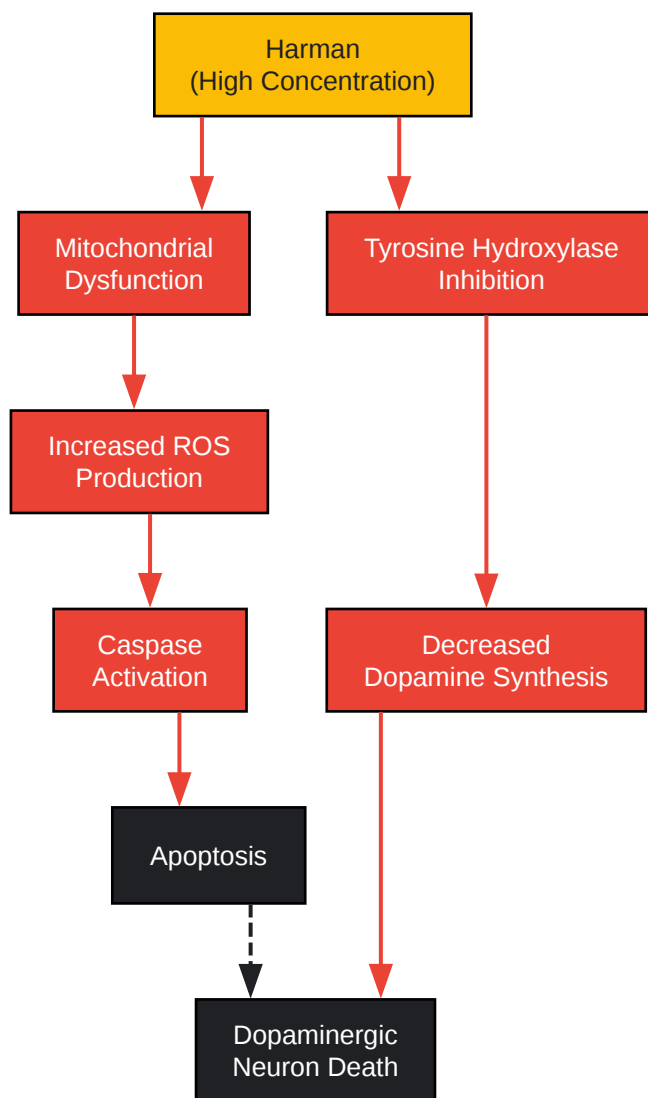 Harman
(High Concentration)
Mitochondrial
Dysfunction
Tyrosine Hydroxylase
Inhibition
Increased ROS
Production
Caspase
Activation
Decreased
Dopamine Synthesis
Apoptosis
Dopaminergic
Neuron Death